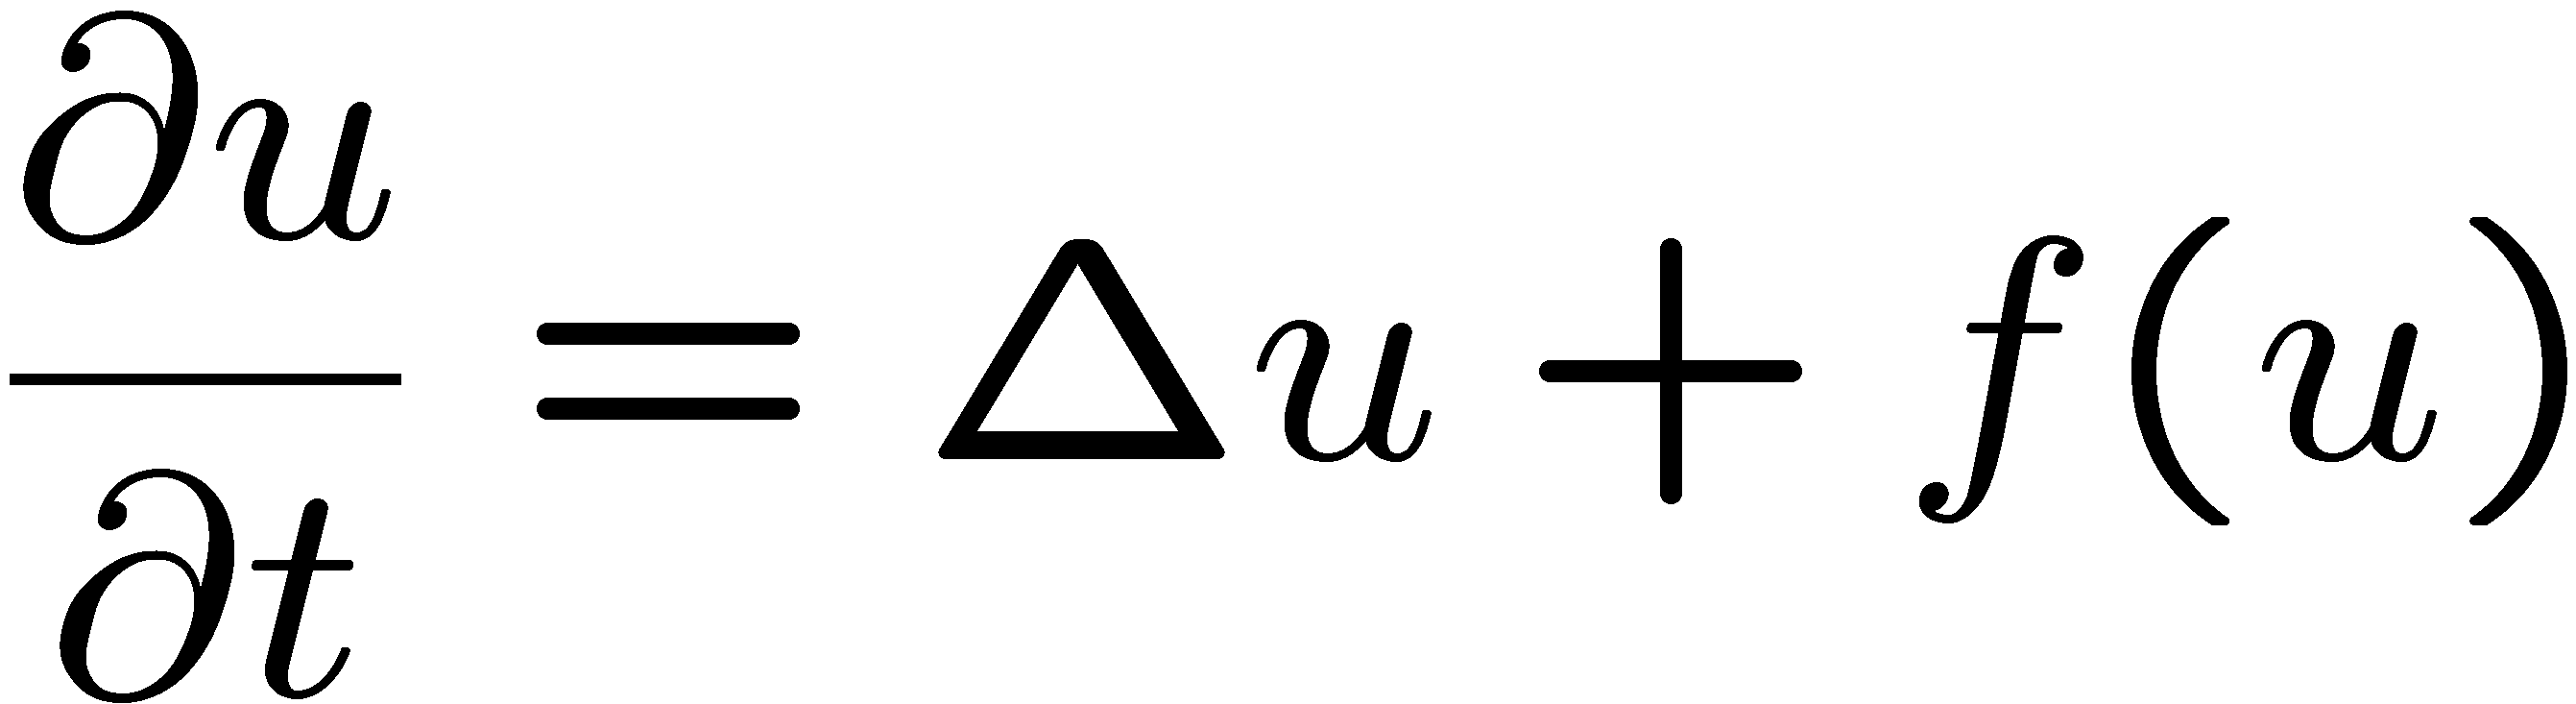 ∂u/∂t = △u + f(u)